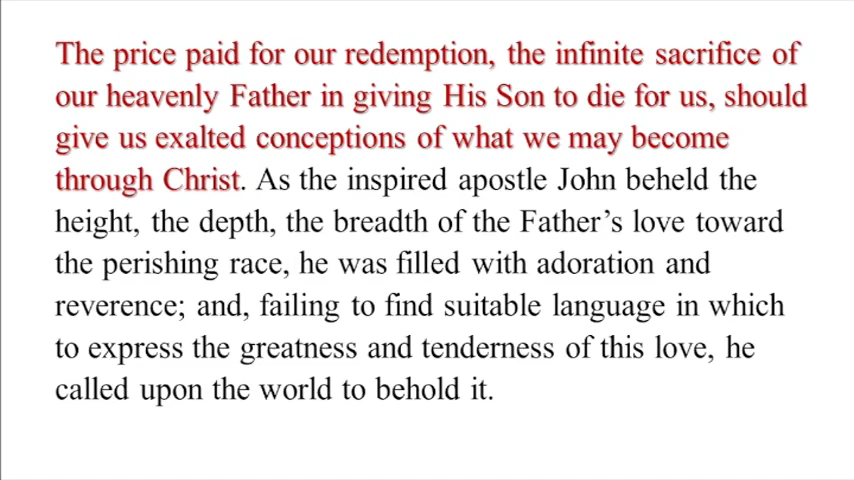 The price paid for our redemption, the infinite sacrifice of
our heavenly Father in giving His Son to die for us, should
give us exalted conceptions of what we may become
through Christ. As the inspired apostle John beheld the
height, the depth, the breadth of the Father’s love toward
the perishing race, he was filled with adoration and
reverence; and, failing to find suitable language in which
to express the greatness and tenderness of this love, he
called upon the world to behold it.